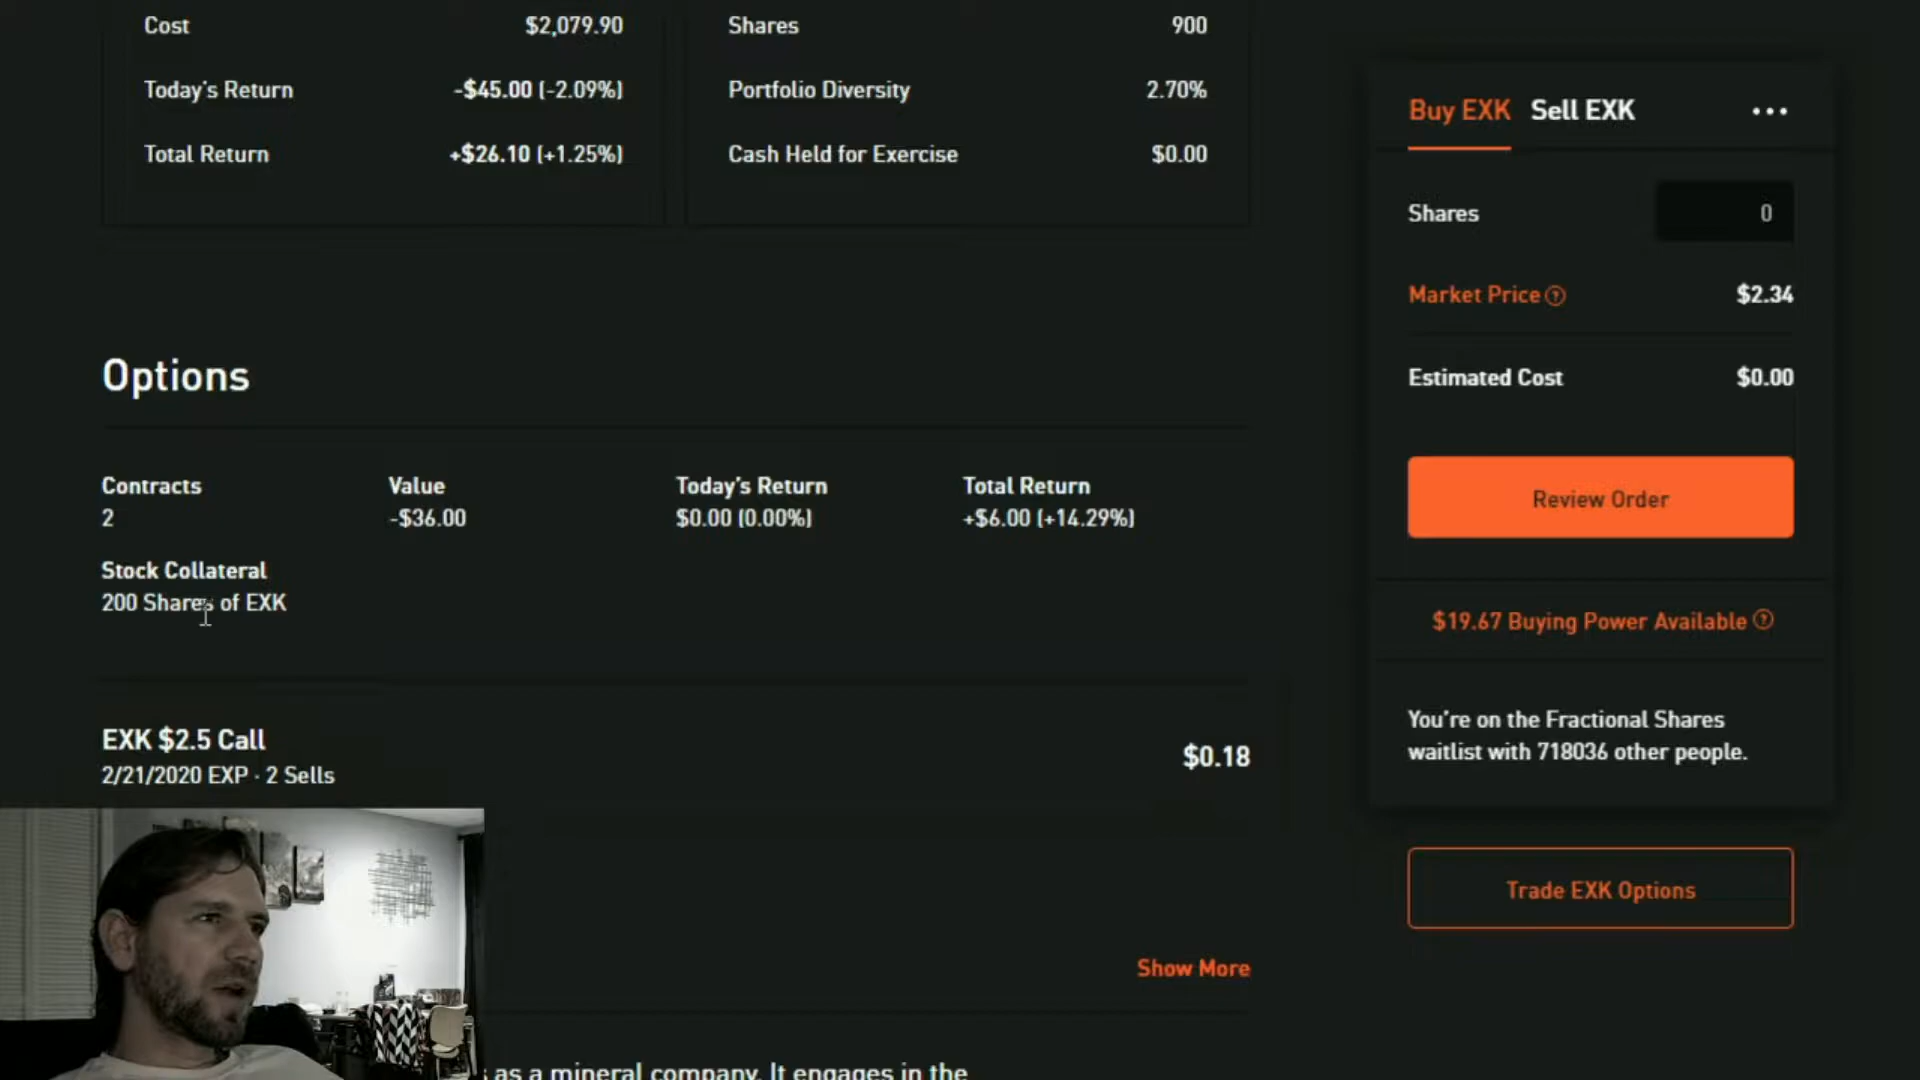 Cost $2,079.90
Today's Return -$45.00 (-2.09%)
Total Return +$26.10 (+1.25%)
Shares 900
Portfolio Diversity 2.70%
Cash Held for Exercise $0.00
Options
Contracts Value Today's Return Total Return
2 -$36.00 $0.00 (0.00%) +$6.00 (+14.29%)
Stock Collateral
200 Shares of EXK
EXK $2.5 Call
2/21/2020 EXP · 2 Sells
$0.18
Show More
as a mineral company. It engages in the
Buy EXK Sell EXK
Shares 0
Market Price $2.34
Estimated Cost $0.00
Review Order
$19.67 Buying Power Available
You're on the Fractional Shares
waitlist with 718036 other people.
Trade EXK Options